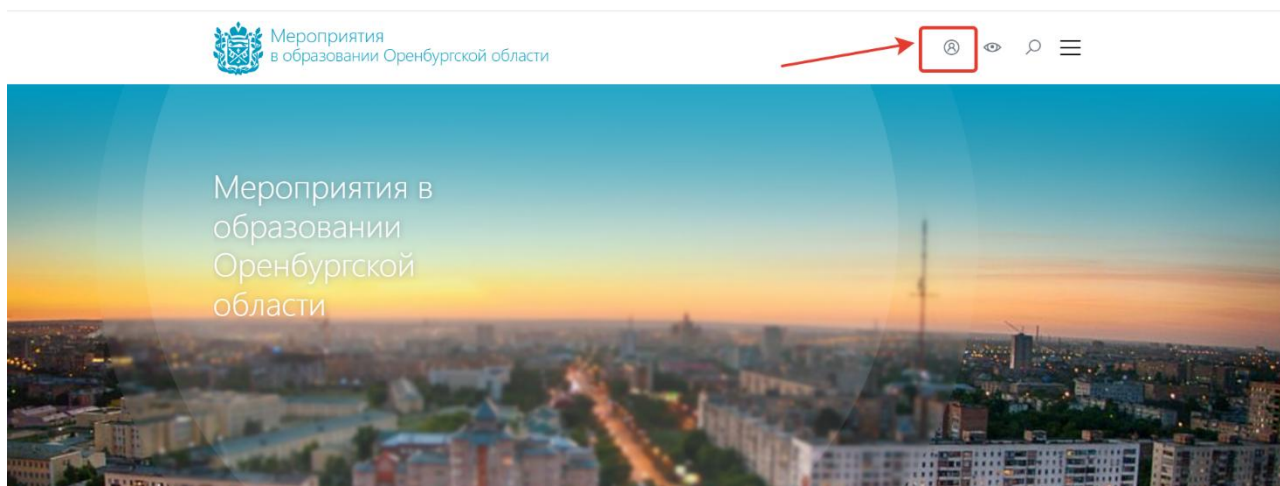 Мероприятия
в образовании Оренбургской области
Мероприятия в
образовании
Оренбургской
области